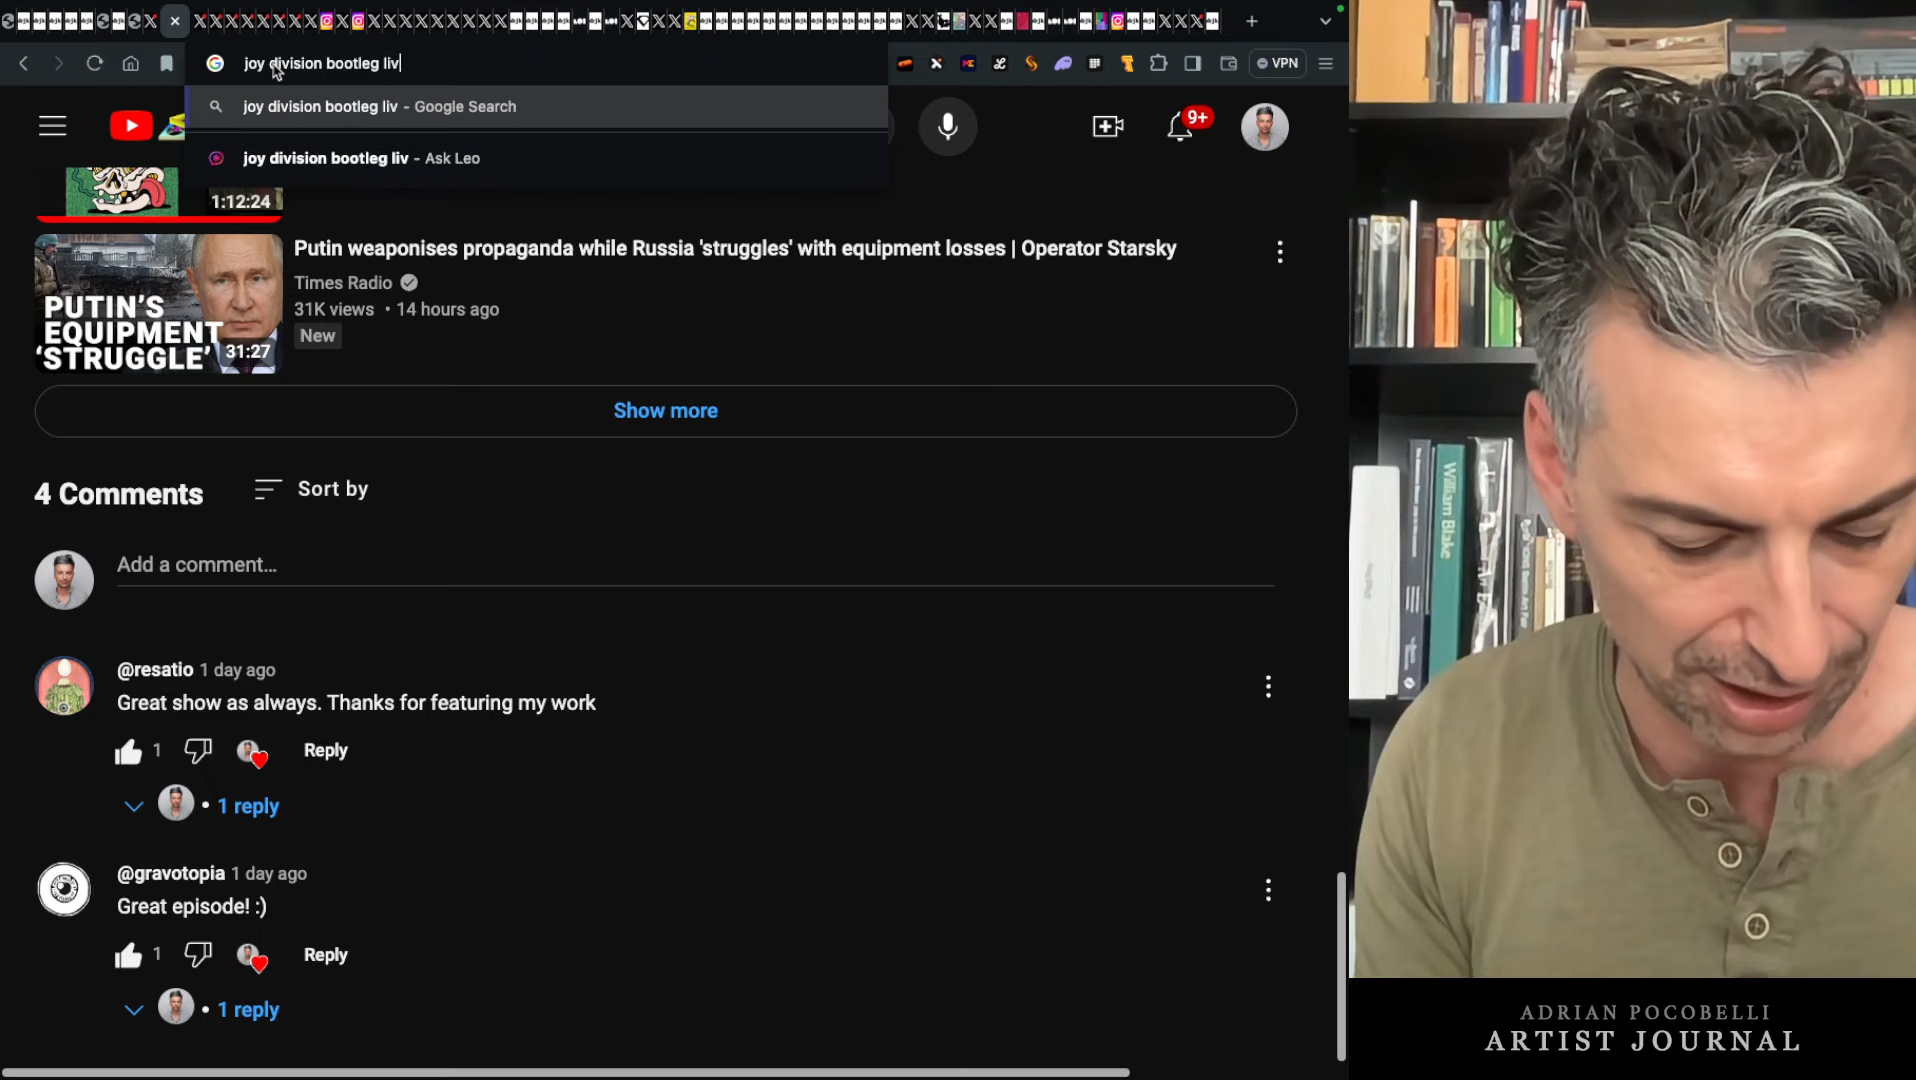 joy division bootleg liv
VPN
joy division bootleg liv - Google Search
joy division bootleg liv - Ask Leo
9+
1:12:24
PUTIN'S
EQUIPMENT
'STRUGGLE'
31:27
Putin weaponises propaganda while Russia 'struggles' with equipment losses | Operator Starsky
Times Radio
31K views • 14 hours ago
New
Show more
4 Comments
Sort by
Add a comment...
@resatio 1 day ago
Great show as always. Thanks for featuring my work
1
Reply
• 1 reply
@gravotopia 1 day ago
Great episode! :)
1
Reply
• 1 reply
William Blake
ADRIAN POCOBELLI
ARTIST JOURNAL